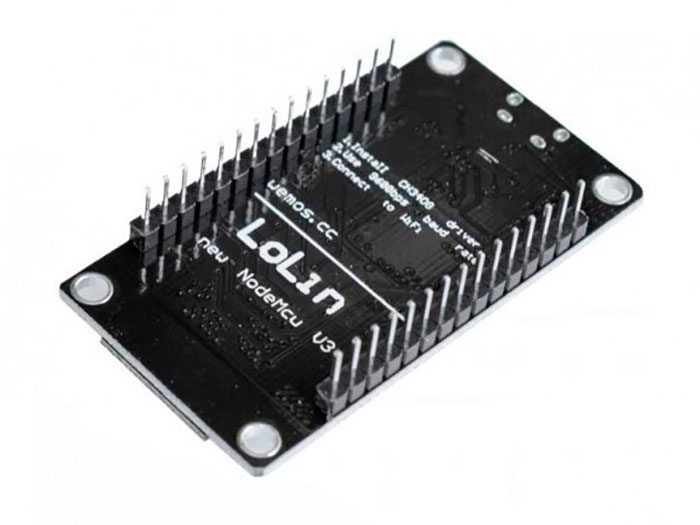 1.Install CH340G driver
2.Use 9600bps baud rate
3.Connect to WiFi
wemos.cc
LoLin
new NodeMcu V3